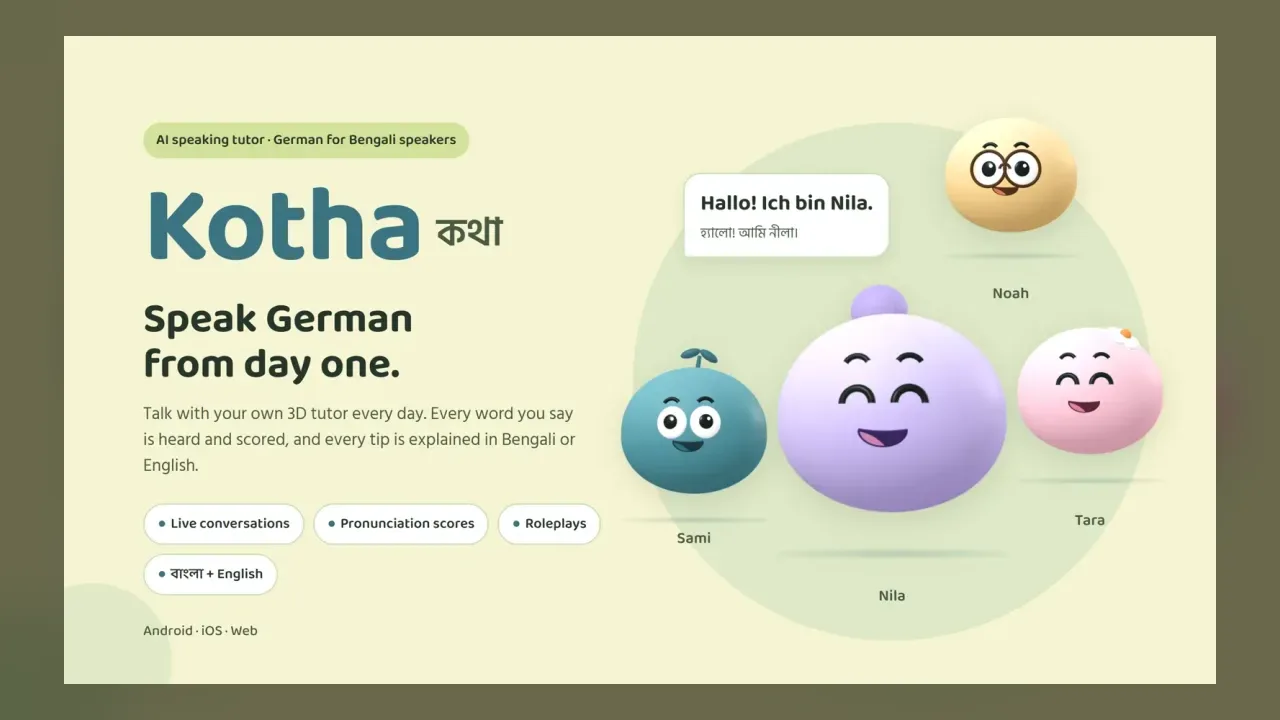 AI speaking tutor · German for Bengali speakers
Kotha কথা
Speak German
from day one.
Talk with your own 3D tutor every day. Every word you say
is heard and scored, and every tip is explained in Bengali or
English.
• Live conversations
• Pronunciation scores
• Roleplays
• বাংলা + English
Android · iOS · Web
Hallo! Ich bin Nila.
হ্যালো! আমি নীলা।
Noah
Sami
Tara
Nila